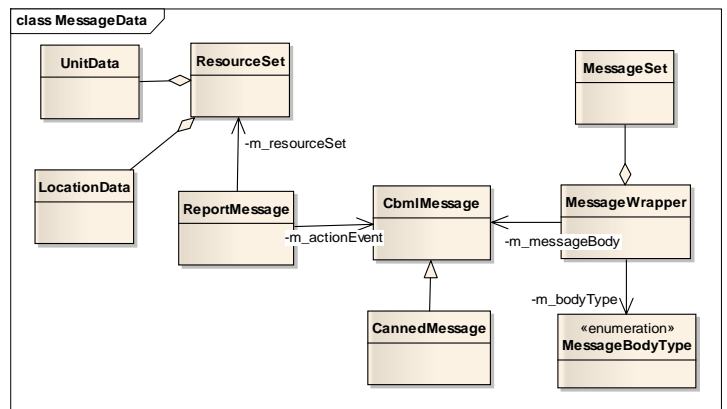 class MessageData
UnitData
ResourceSet
MessageSet
-m_resourceSet
LocationData
ReportMessage
CbmlMessage
MessageWrapper
-m_actionEvent
-m_messageBody
-m_bodyType
CannedMessage
«enumeration»
MessageBodyType